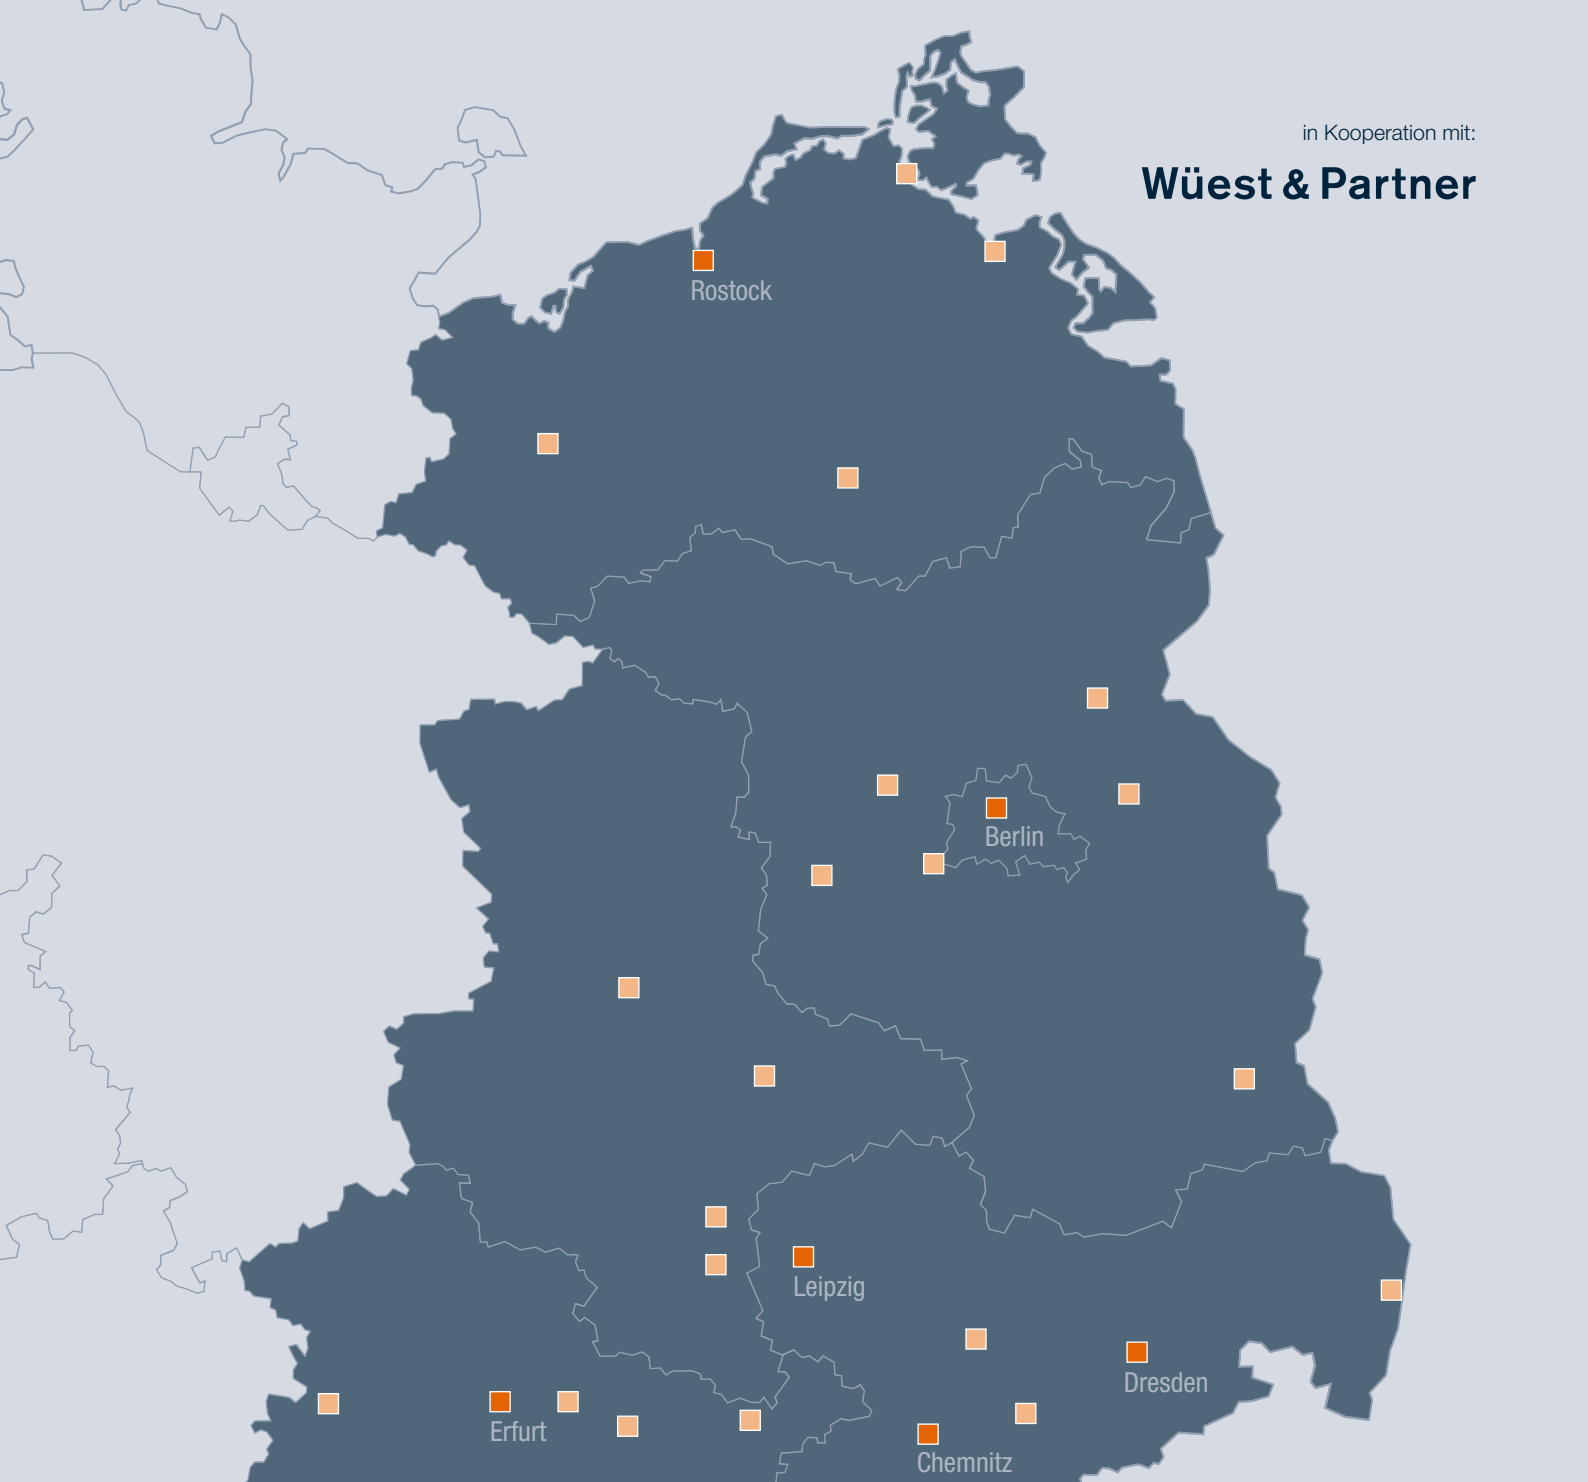 in Kooperation mit:
Wüest & Partner
Rostock
Berlin
Leipzig
Dresden
Erfurt
Chemnitz